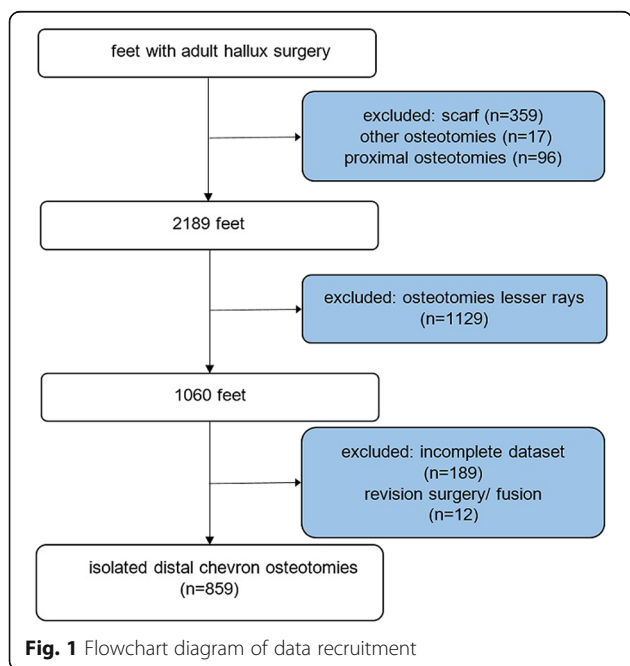 feet with adult hallux surgery
excluded: scarf (n=359)
other osteotomies (n=17)
proximal osteotomies (n=96)
2189 feet
excluded: osteotomies lesser rays
(n=1129)
1060 feet
excluded: incomplete dataset
(n=189)
revision surgery/ fusion
(n=12)
isolated distal chevron osteotomies
(n=859)
Fig. 1 Flowchart diagram of data recruitment